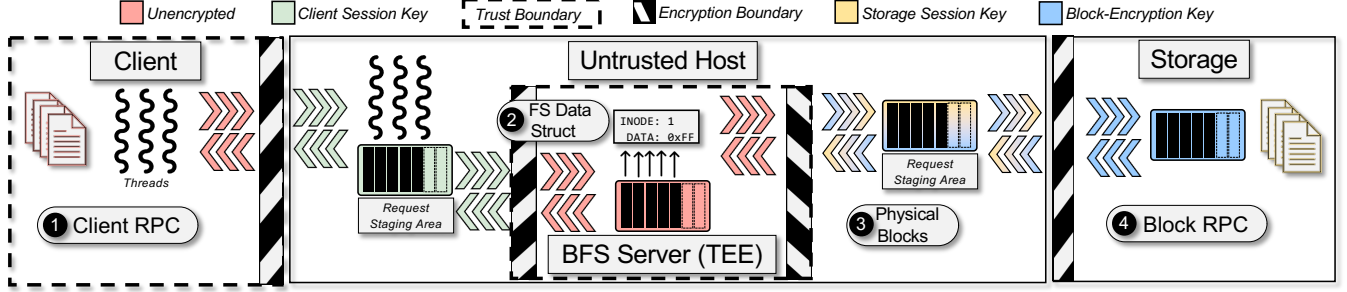 Unencrypted
Client Session Key
Trust Boundary
Encryption Boundary
Storage Session Key
Block-Encryption Key
Client
Threads
1 Client RPC
Untrusted Host
Request
Staging Area
2 FS Data
Struct
INODE: 1
DATA: 0xFF
BFS Server (TEE)
Request
Staging Area
3 Physical
Blocks
Storage
4 Block RPC